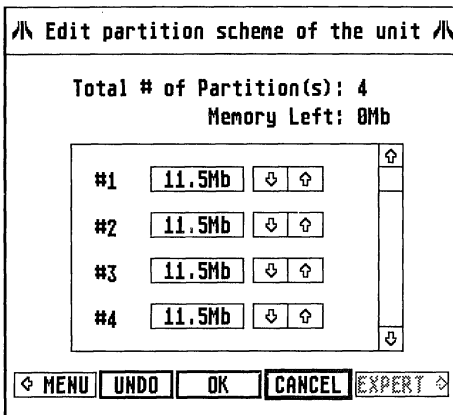 Edit partition scheme of the unit
Total # of Partition(s): 4
Memory Left: 0Mb
#1 11.5Mb
#2 11.5Mb
#3 11.5Mb
#4 11.5Mb
MENU UNDO OK CANCEL EXPERT